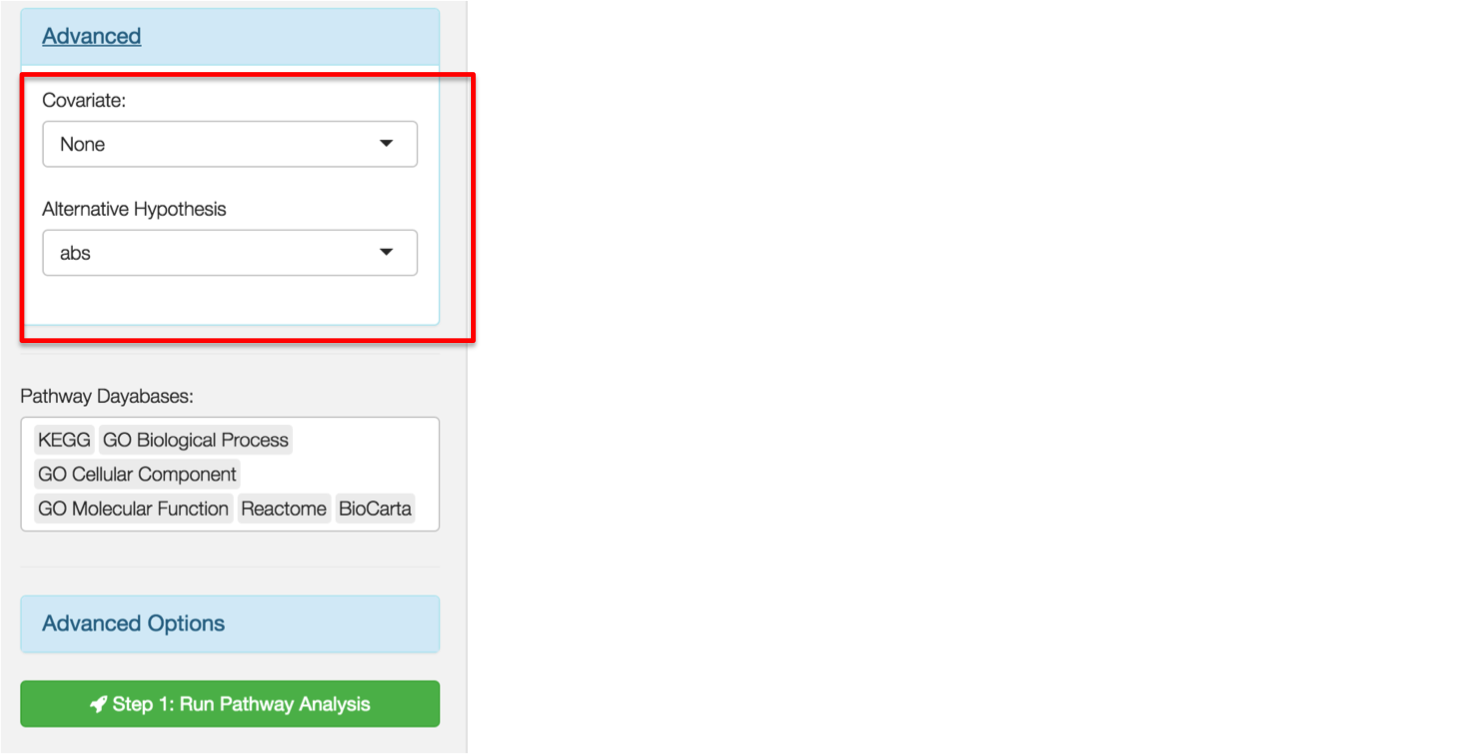 Advanced
Covariate:
None
Alternative Hypothesis
abs
Pathway Dayabases:
KEGG GO Biological Process
GO Cellular Component
GO Molecular Function Reactome BioCarta
Advanced Options
Step 1: Run Pathway Analysis